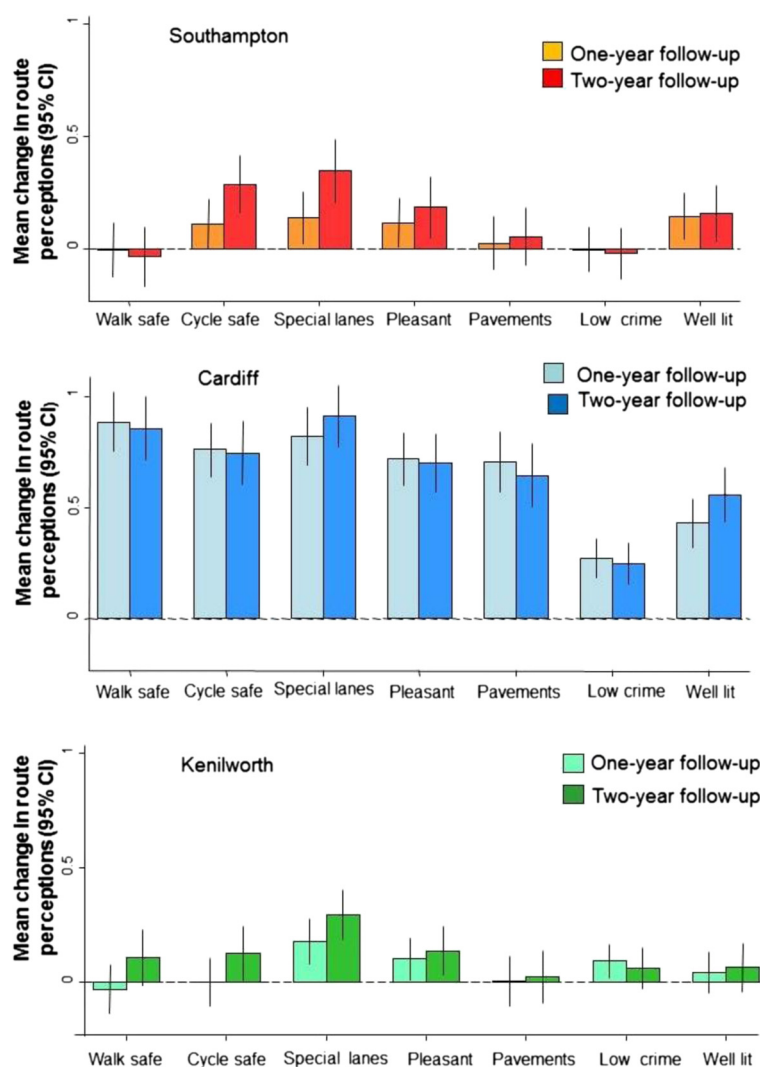 Southampton
One-year follow-up
Two-year follow-up
Mean change In route
perceptions (95% CI)
1
0.5
0
Walk safe Cycle safe Special lanes Pleasant Pavements Low crime Well lit
Cardiff
One-year follow-up
Two-year follow-up
Mean change In route
perceptions (95% CI)
1
0.5
0
Walk safe Cycle safe Special lanes Pleasant Pavements Low crime Well lit
Kenilworth
One-year follow-up
Two-year follow-up
Mean change In route
perceptions (95% CI)
1
0.5
0
Walk safe Cycle safe Special lanes Pleasant Pavements Low crime Well lit